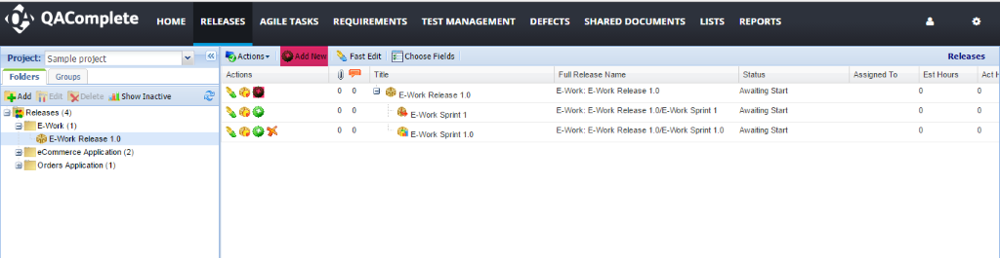 QAComplete HOME RELEASES AGILE TASKS REQUIREMENTS TEST MANAGEMENT DEFECTS SHARED DOCUMENTS LISTS REPORTS
Project: Sample project
Folders Groups
Add Edit Delete Show Inactive
Releases (4)
E-Work (1)
E-Work Release 1.0
eCommerce Application (2)
Orders Application (1)
Actions Add New Fast Edit Choose Fields Releases
Actions Title Full Release Name Status Assigned To Est Hours Act H
0 0 E-Work Release 1.0 E-Work: E-Work Release 1.0 Awaiting Start 0 0
0 0 E-Work Sprint 1 E-Work: E-Work Release 1.0/E-Work Sprint 1 Awaiting Start 0 0
0 0 E-Work Sprint 1.0 E-Work: E-Work Release 1.0/E-Work Sprint 1.0 Awaiting Start 0 0